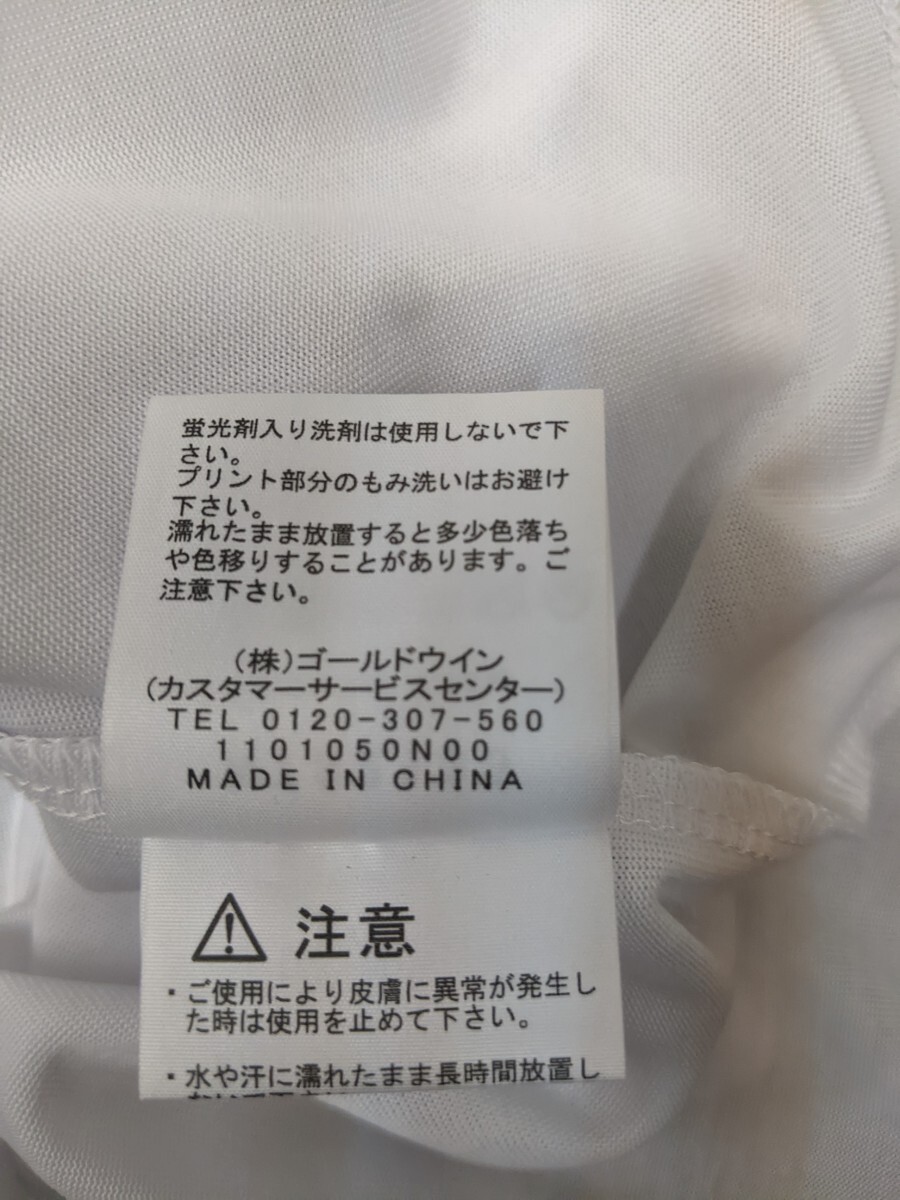 蛍光剤入り洗剤は使用しないで下
さい。
プリント部分のもみ洗いはお避け
下さい。
濡れたまま放置すると多少色落ち
や色移りすることがあります。ご
注意下さい。
(株)ゴールドウイン
(カスタマーサービスセンター)
TEL 0120-307-560
1101050N00
MADE IN CHINA
注意
・ご使用により皮膚に異常が発生し
た時は使用を止めて下さい。
・水や汗に濡れたまま長時間放置し